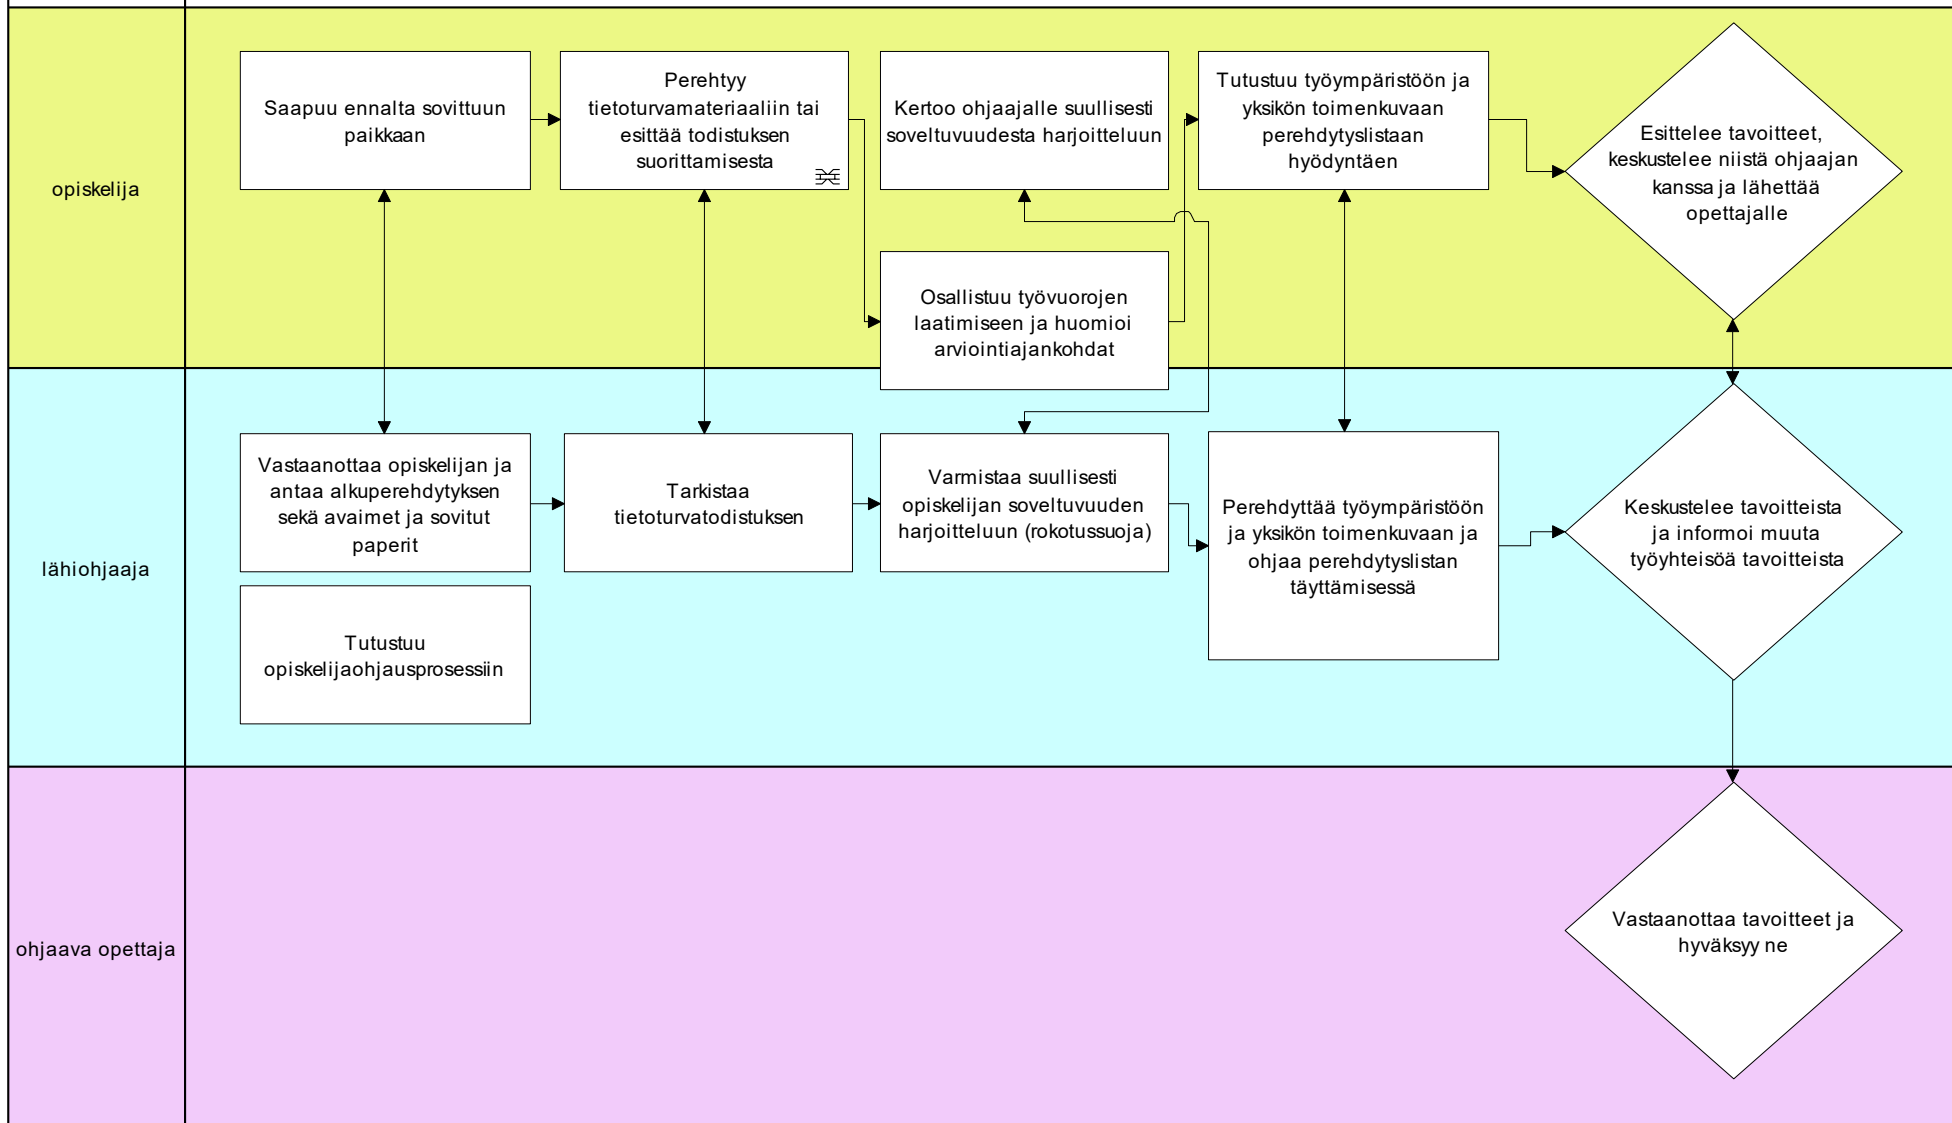 opiskelija
Saapuu ennalta sovittuun
paikkaan
Perehtyy
tietoturvamateriaaliin tai
esittää todistuksen
suorittamisesta
Kertoo ohjaajalle suullisesti
soveltuvuudesta harjoitteluun
Osallistuu työvuorojen
laatimiseen ja huomioi
arviointiajankohdat
Tutustuu työympäristöön ja
yksikön toimenkuvaan
perehdytyslistaan
hyödyntäen
Esittelee tavoitteet,
keskustelee niistä ohjaajan
kanssa ja lähettää
opettajalle
lähiohjaaja
Vastaanottaa opiskelijan ja
antaa alkuperehdytyksen
sekä avaimet ja sovitut
paperit
Tutustuu
opiskelijaohjausprosessiin
Tarkistaa
tietoturvatodistuksen
Varmistaa suullisesti
opiskelijan soveltuvuuden
harjoitteluun (rokotussuoja)
Perehdyttää työympäristöön
ja yksikön toimenkuvaan ja
ohjaa perehdytyslistan
täyttämisessä
Keskustelee tavoitteista
ja informoi muuta
työyhteisöä tavoitteista
ohjaava opettaja
Vastaanottaa tavoitteet ja
hyväksyy ne